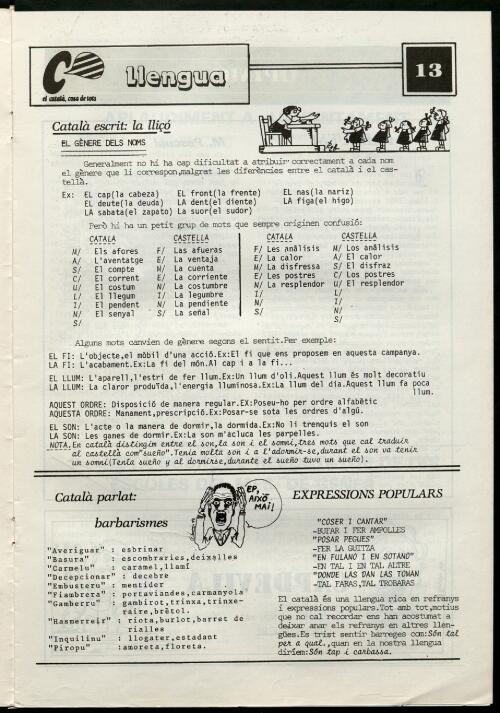 el català, cosa de tots
Llengua
13
Català escrit: la lliçó
EL GÈNERE DELS NOMS
Generalment no hi ha cap dificultat a atribuir correctament a cada nom
el gènere que li correspon,malgrat les diferències entre el català i el cas-
tellà.
Ex: EL cap(la cabeza) EL front(la frente) EL nas(la nariz)
EL deute(la deuda) LA dent(el diente) LA figa(el higo)
LA sabata(el zapato) La suor(el sudor)
Però hi ha un petit grup de mots que sempre originen confusió:
CATALÀ CASTELLÀ CATALÀ CASTELLÀ
M/ Els afores F/ Las afueras F/ Les anàlisis M/ Los anàlisis
A/ L'aventatge E/ La ventaja E/ La calor A/ El calor
S/ El compte M/ La cuenta M/ La disfressa S/ El disfraz
C/ El corrent E/ La corriente E/ Les postres C/ Los postres
U/ El costum N/ La costumbre N/ La resplendor U/ El resplendor
L/ El llegum I/ La legumbre I/ L/
I/ El pendent N/ La pendiente N/ I/
N/ El senyal S/ La señal S/ N/
S/ S/
Alguns mots canvien de gènere segons el sentit.Per exemple:
EL FI: L'objecte,el mòbil d'una acció.Ex:El fi que ens proposem en aquesta campanya.
LA FI: L'acabament.Ex:La fi del món.Al cap i a la fi...
EL LLUM: L'aparell,l'estri de fer llum.Ex:Un llum d'oli.Aquest llum és molt decoratiu
LA LLUM: La claror produïda,l'energia lluminosa.Ex:La llum del dia.Aquest llum fa poca
llum.
AQUEST ORDRE: Disposició de manera regular.EX:Poseu-ho per ordre alfabètic
AQUESTA ORDRE: Manament,prescripció.Ex:Posar-se sota les ordres d'algú.
EL SON: L'acte o la manera de dormir,la dormida.Ex:No li trenquis el son
LA SON: Les ganes de dormir.Ex:La son m'acluca les parpelles.
NOTA.En català distingim entre el son,la son i el somni,tres mots que cal traduir
al castellà com"sueño".Tenia molta son i a l'adormir-se,durant el son va tenir
un somni(Tenía sueño y al dormirse,durante el sueño tuvo un sueño).
Català parlat:
barbarismes
EP,
AIXÒ
MAI!
"Averiguar" : esbrinar
"Basura" : escombraries,deixalles
"Carmelu" : caramel,llamí
"Decepcionar" : decebre
"Embusteru" : mentider
"Fiambrera" : portaviandes,carmanyola
"Gamberru" : gambirot,trinxa,trinxe-
raire,brètol.
"Hasmerreir" : riota,burlot,barret de
rialles
"Inquilinu" : llogater,estadant
"Piropu" :amoreta,floreta.
EXPRESSIONS POPULARS
"COSER I CANTAR"
-BUFAR I FER AMPOLLES
"POSAR PEGUES"
-FER LA GUITZA
"EN FULANO I EN SOTANO"
-EN TAL I EN TAL ALTRE
"DONDE LAS DAN LAS TOMAN
-TAL FARAS,TAL TROBARAS
El català és una llengua rica en refranys
i expressions populars.Tot amb tot,motius
que no cal recordar ens han acostumat a
deixar anar els refranys en altres llen-
gües.És trist sentir barreges com:Són tal
per a qual.,quan en la nostra llengua
diríem:Són tap i carbassa.